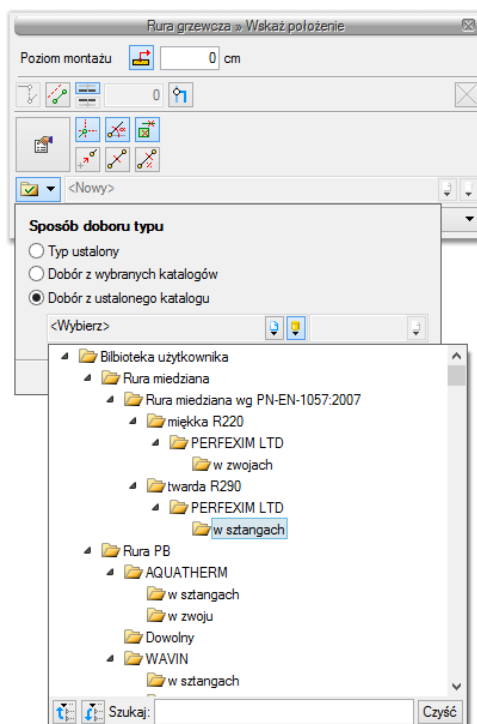 Rura grzewcza » Wskaż położenie
Poziom montażu 0 cm
0
<Nowy>
Sposób doboru typu
Typ ustalony
Dobór z wybranych katalogów
Dobór z ustalonego katalogu
<Wybierz>
Bilbioteka użytkownika
Rura miedziana
Rura miedziana wg PN-EN-1057:2007
miękka R220
PERFEXIM LTD
w zwojach
twarda R290
PERFEXIM LTD
w sztangach
Rura PB
AQUATHERM
w sztangach
w zwoju
Dowolny
WAVIN
w sztangach
Szukaj: Czyść